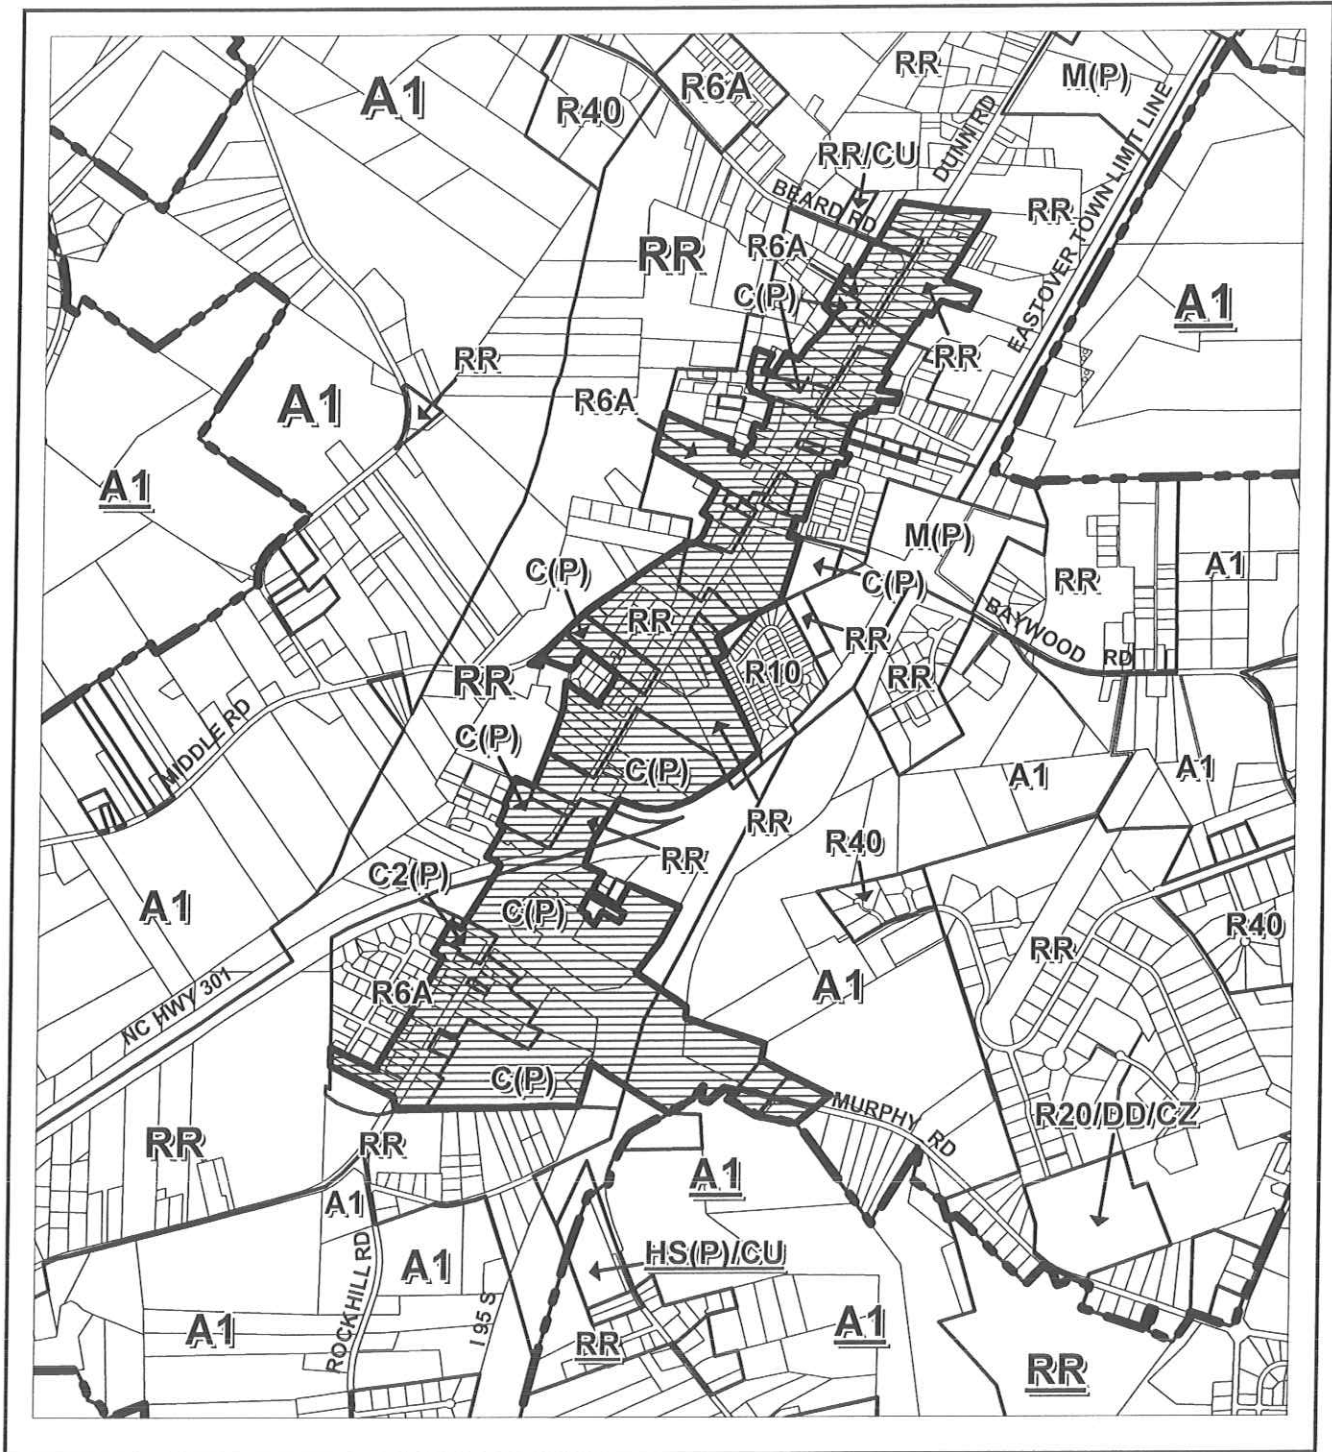 RR
A1
R6A
M(P)
R40
RR/CU
DUNN RD
EASTOVER TOWN LIMIT LINE
BEARD RD
RR
RR
R6A
C(P)
A1
RR
RR
A1
R6A
A1
M(P)
C(P)
C(P)
RR
A1
BAYWOOD RD
RR
RR
R10
RR
RR
MIDDLE RD
C(P)
C(P)
A1
A1
RR
R40
RR
C2(P)
A1
C(P)
R40
RR
A1
R6A
NC HWY 301
C(P)
MURPHY RD
R20/DD/CZ
RR
RR
A1
A1
HS(P)/CU
A1
ROCKHILL RD
I 95 S
A1
A1
RR
RR